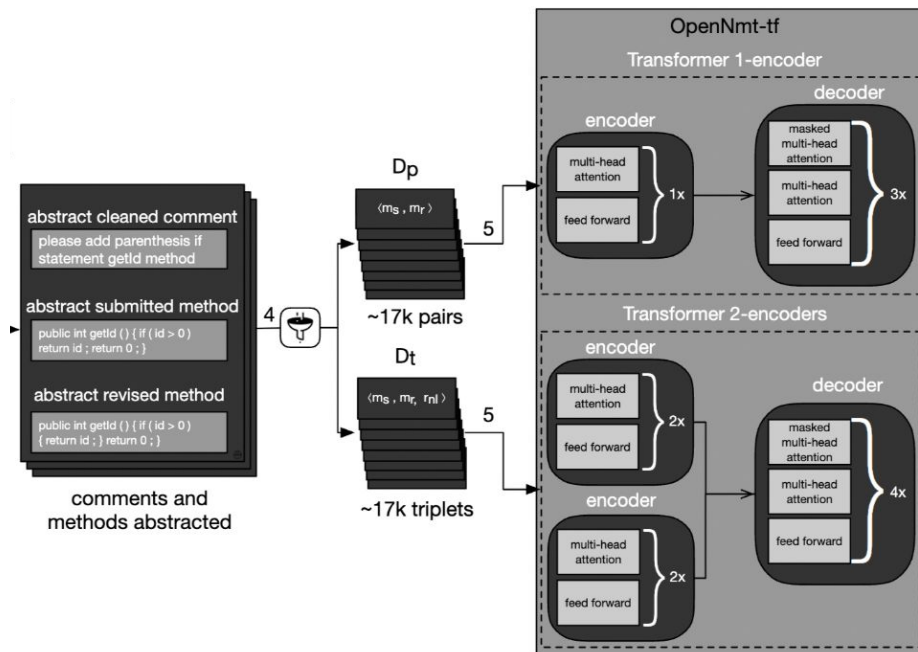 OpenNmt-tf
Transformer 1-encoder
encoder
multi-head
attention
feed forward
1x
decoder
masked
multi-head
attention
multi-head
attention
feed forward
3x
abstract cleaned comment
please add parenthesis if
statement getId method
abstract submitted method
public int getId ( ) { if ( id > 0 )
return id ; return 0 ; }
abstract revised method
public int getId ( ) { if ( id > 0 )
{ return id ; } return 0 ; }
comments and
methods abstracted
4
Dp
⟨ms , mr ⟩
5
~17k pairs
Dt
⟨ms , mr, rnl ⟩
5
~17k triplets
Transformer 2-encoders
encoder
multi-head
attention
feed forward
2x
encoder
multi-head
attention
feed forward
2x
decoder
masked
multi-head
attention
multi-head
attention
feed forward
4x